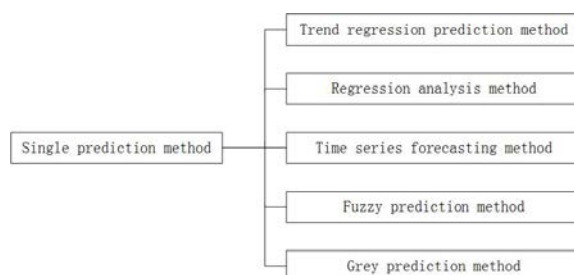 Trend regression prediction method
Regression analysis method
Single prediction method
Time series forecasting method
Fuzzy prediction method
Grey prediction method